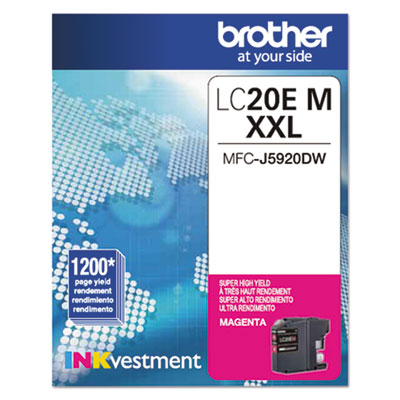 brother
at your side
LC20E M
XXL
MFC-J5920DW
1200*
page yield
rendement
rendimiento
rendimento
SUPER HIGH YIELD
À TRÈS HAUT RENDEMENT
SUPER ALTO RENDIMIENTO
ULTRA RENDIMENTO
MAGENTA
LC20E M
INKvestment